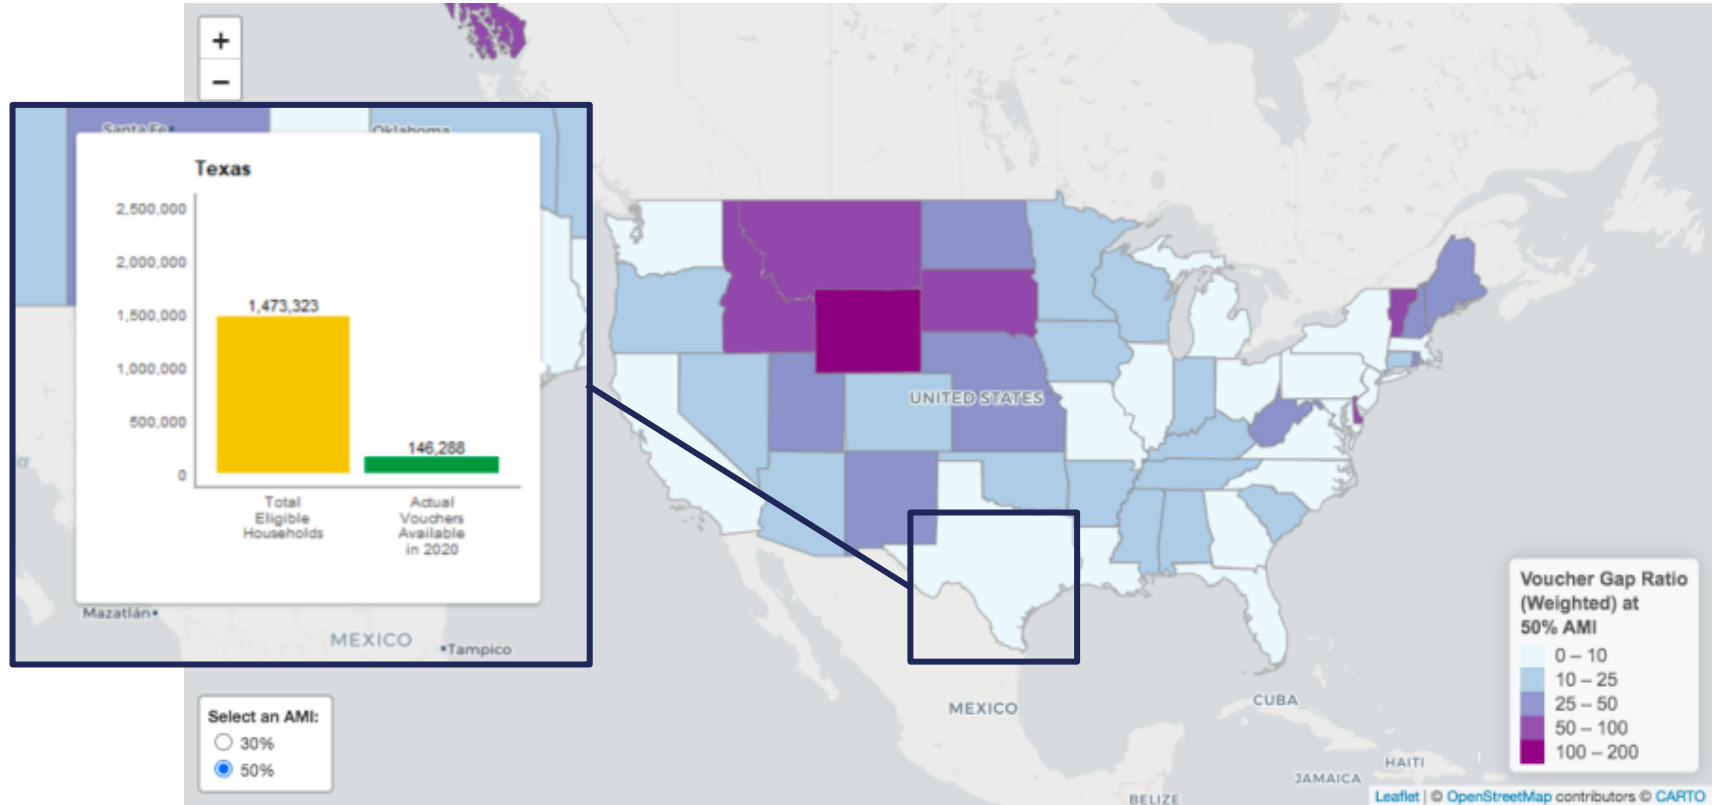 +
−
Santa Fe
Oklahoma
Texas
2,500,000
2,000,000
1,500,000
1,000,000
500,000
0
1,473,323
146,288
Total
Eligible
Households
Actual
Vouchers
Available
in 2020
Mazatlán
MEXICO
Tampico
UNITED STATES
MEXICO
CUBA
HAITI
JAMAICA
BELIZE
Select an AMI:
30%
50%
Voucher Gap Ratio
(Weighted) at
50% AMI
0 – 10
10 – 25
25 – 50
50 – 100
100 – 200
Leaflet | © OpenStreetMap contributors © CARTO